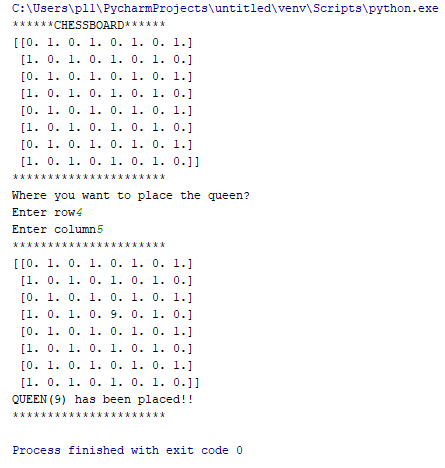 C:\Users\pll\PycharmProjects\untitled\venv\Scripts\python.exe
******CHESSBOARD******
[[0. 1. 0. 1. 0. 1. 0. 1.]
[1. 0. 1. 0. 1. 0. 1. 0.]
[0. 1. 0. 1. 0. 1. 0. 1.]
[1. 0. 1. 0. 1. 0. 1. 0.]
[0. 1. 0. 1. 0. 1. 0. 1.]
[1. 0. 1. 0. 1. 0. 1. 0.]
[0. 1. 0. 1. 0. 1. 0. 1.]
[1. 0. 1. 0. 1. 0. 1. 0.]]
**********************
Where you want to place the queen?
Enter row4
Enter column5
**********************
[[0. 1. 0. 1. 0. 1. 0. 1.]
[1. 0. 1. 0. 1. 0. 1. 0.]
[0. 1. 0. 1. 0. 1. 0. 1.]
[1. 0. 1. 0. 9. 0. 1. 0.]
[0. 1. 0. 1. 0. 1. 0. 1.]
[1. 0. 1. 0. 1. 0. 1. 0.]
[0. 1. 0. 1. 0. 1. 0. 1.]
[1. 0. 1. 0. 1. 0. 1. 0.]]
QUEEN(9) has been placed!!
**********************
Process finished with exit code 0